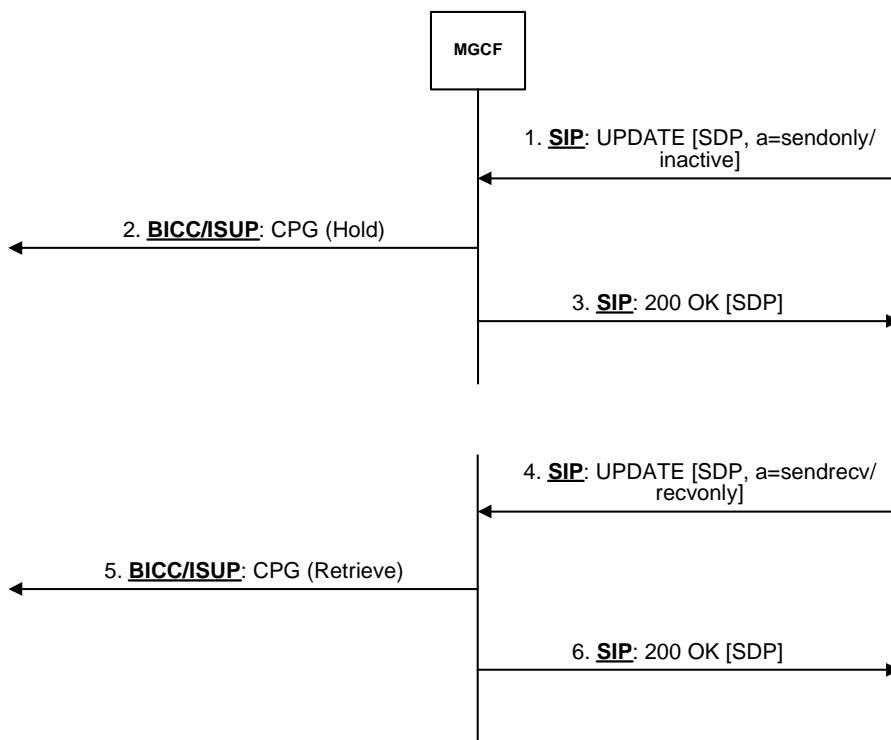 MGCF
1. SIP: UPDATE [SDP, a=sendonly/
inactive]
2. BICC/ISUP: CPG (Hold)
3. SIP: 200 OK [SDP]
4. SIP: UPDATE [SDP, a=sendrecv/
recvonly]
5. BICC/ISUP: CPG (Retrieve)
6. SIP: 200 OK [SDP]